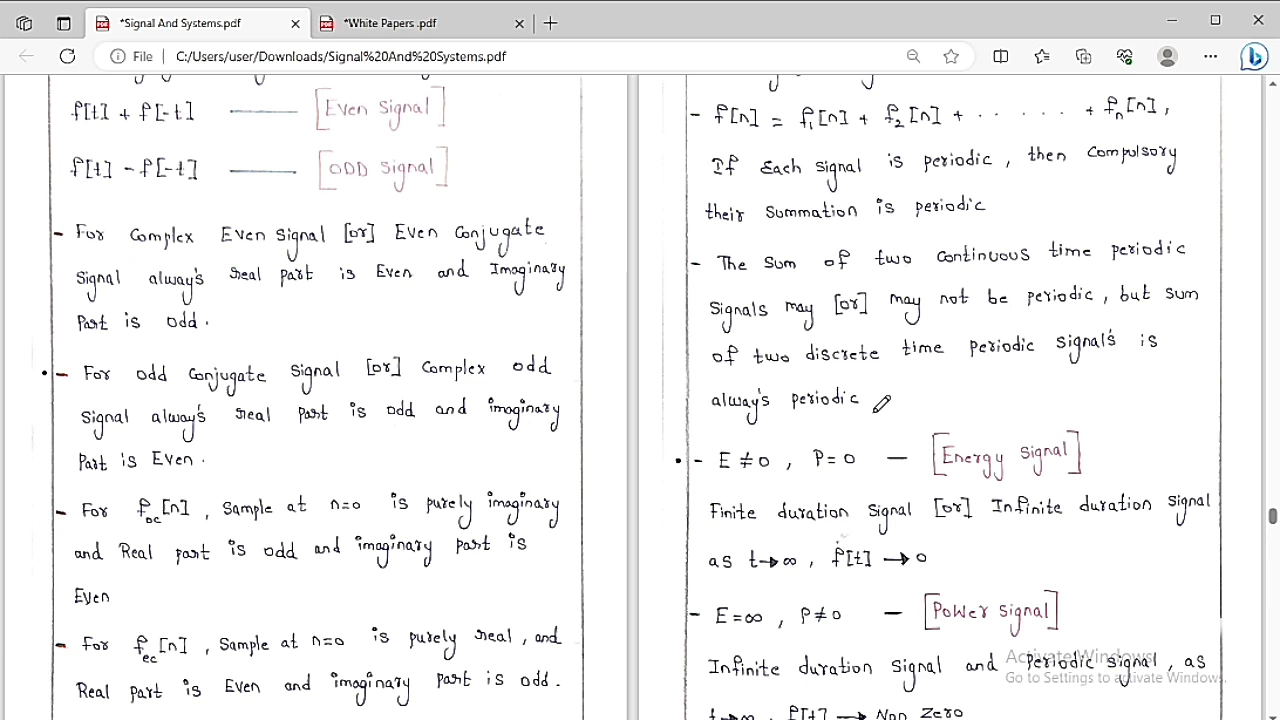 *Signal And Systems.pdf
*White Papers .pdf
File
C:/Users/user/Downloads/Signal%20And%20Systems.pdf
f[t] + f[-t] —— [Even Signal]
f[t] - f[-t] —— [ODD Signal]
- For Complex Even Signal [or] Even Conjugate
Signal always's real part is Even and Imaginary
Part is odd.
• - For odd Conjugate Signal [or] Complex odd
Signal always's real part is odd and imaginary
Part is Even.
- For foc[n], Sample at n=0 is purely imaginary
and Real part is odd and imaginary part is
Even
- For fec[n], Sample at n=0 is purely real, and
Real part is Even and imaginary part is odd.
- f[n] = f1[n] + f2[n] + . . . . . . + fn[n],
If Each signal is periodic, then Compulsory
their Summation is periodic
- The Sum of two continuous time periodic
Signals may [or] may not be periodic, but sum
of two discrete time periodic signal's is
alway's periodic
• - E ≠ 0, P = 0 — [Energy Signal]
Finite duration Signal [or] Infinite duration Signal
as t→∞, f[t] → 0
- E = ∞, P ≠ 0 — [Power Signal]
Infinite duration Signal and Periodic signal, as
t→∞, f[t] → Non Zero
Activate Windows
Go to Settings to activate Windows.